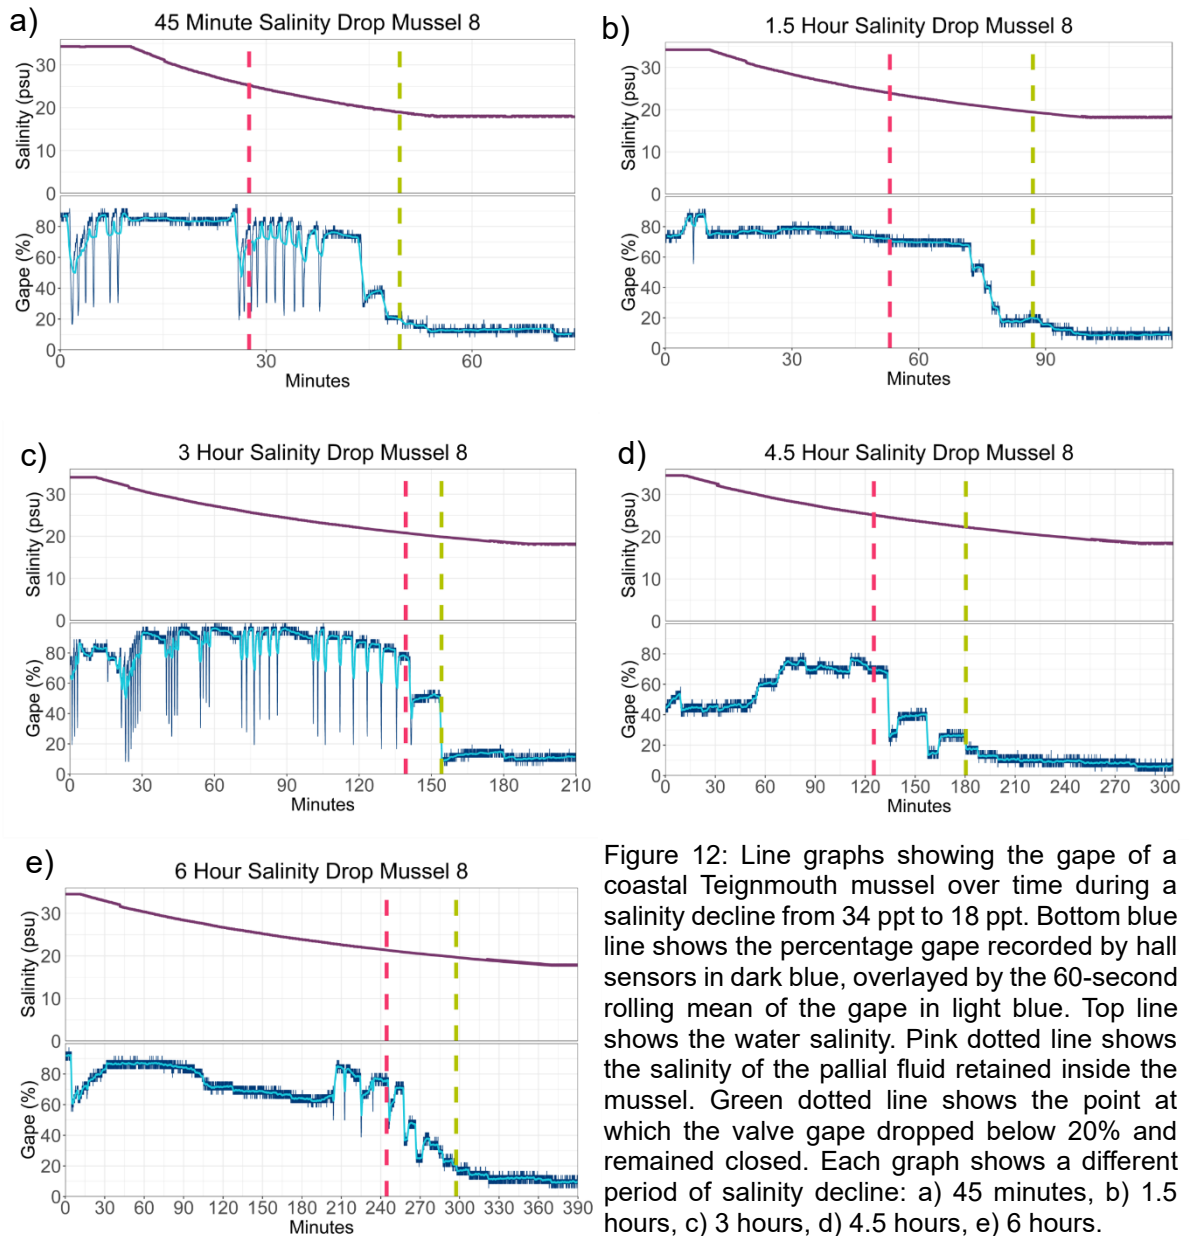 a)
45 Minute Salinity Drop Mussel 8
Salinity (psu)
30
20
10
0
Gape (%)
80
60
40
20
0
0 30 60
Minutes
b)
1.5 Hour Salinity Drop Mussel 8
Salinity (psu)
30
20
10
0
Gape (%)
80
60
40
20
0
0 30 60 90
Minutes
c)
3 Hour Salinity Drop Mussel 8
Salinity (psu)
30
20
10
0
Gape (%)
80
60
40
20
0
0 30 60 90 120 150 180 210
Minutes
d)
4.5 Hour Salinity Drop Mussel 8
Salinity (psu)
30
20
10
0
Gape (%)
80
60
40
20
0
0 30 60 90 120 150 180 210 240 270 300
Minutes
e)
6 Hour Salinity Drop Mussel 8
Salinity (psu)
30
20
10
0
Gape (%)
80
60
40
20
0
0 30 60 90 120 150 180 210 240 270 300 330 360 390
Minutes
Figure 12: Line graphs showing the gape of a
coastal Teignmouth mussel over time during a
salinity decline from 34 ppt to 18 ppt. Bottom blue
line shows the percentage gape recorded by hall
sensors in dark blue, overlayed by the 60-second
rolling mean of the gape in light blue. Top line
shows the water salinity. Pink dotted line shows
the salinity of the pallial fluid retained inside the
mussel. Green dotted line shows the point at
which the valve gape dropped below 20% and
remained closed. Each graph shows a different
period of salinity decline: a) 45 minutes, b) 1.5
hours, c) 3 hours, d) 4.5 hours, e) 6 hours.